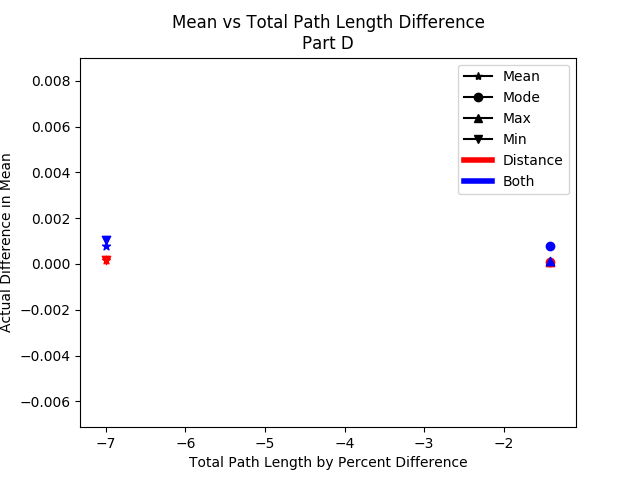 Mean vs Total Path Length Difference
Part D
Mean
Mode
Max
Min
Distance
Both
0.008
0.006
0.004
0.002
0.000
−0.002
−0.004
−0.006
Actual Difference in Mean
−7
−6
−5
−4
−3
−2
Total Path Length by Percent Difference